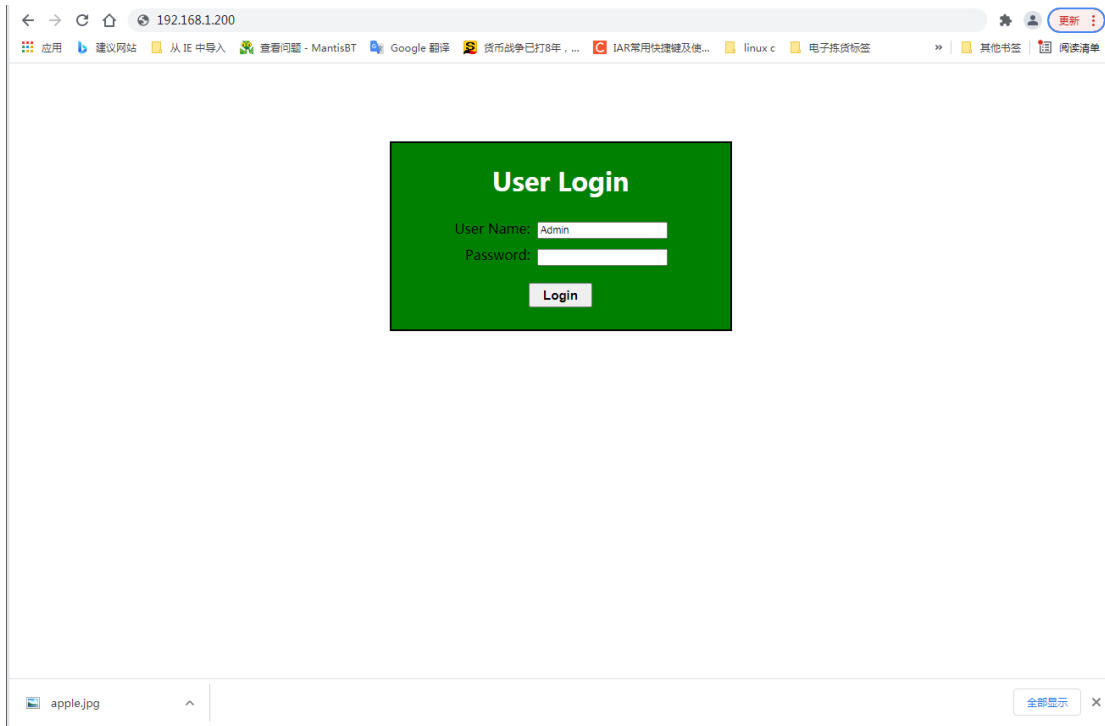 192.168.1.200 更新
应用 建议网站 从 IE 中导入 查看问题 - MantisBT Google 翻译 货币战争已打8年，... IAR常用快捷键及使... linux c 电子拣货标签 » 其他书签 阅读清单
User Login
User Name: Admin
Password:
Login
apple.jpg 全部显示